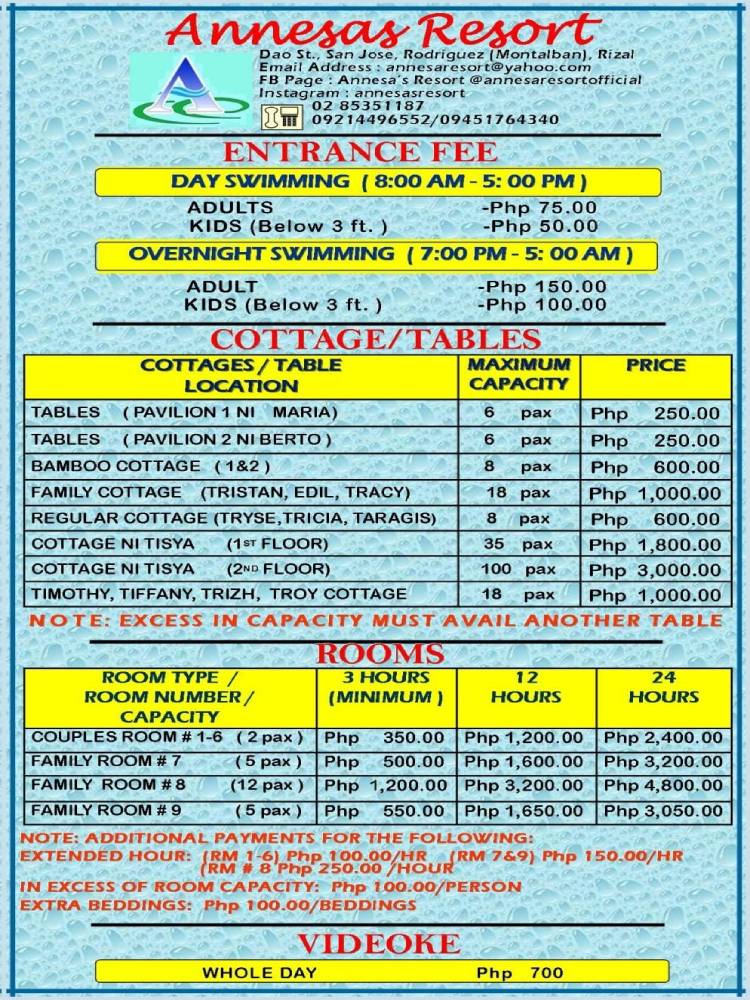 Annesas Resort
Dao St., San Jose, Rodriguez (Montalban), Rizal
Email Address : annesaresort@yahoo.com
FB Page : Annesa's Resort @annesaresortofficial
Instagram : annesasresort
02 85351187
09214496552/09451764340
ENTRANCE FEE
DAY SWIMMING ( 8:00 AM - 5: 00 PM )
ADULTS -Php 75.00
KIDS (Below 3 ft. ) -Php 50.00
OVERNIGHT SWIMMING ( 7:00 PM - 5: 00 AM )
ADULT -Php 150.00
KIDS (Below 3 ft. ) -Php 100.00
COTTAGE/TABLES
COTTAGES / TABLE LOCATION MAXIMUM CAPACITY PRICE
TABLES ( PAVILION 1 NI MARIA) 6 pax Php 250.00
TABLES ( PAVILION 2 NI BERTO ) 6 pax Php 250.00
BAMBOO COTTAGE ( 1&2 ) 8 pax Php 600.00
FAMILY COTTAGE (TRISTAN, EDIL, TRACY) 18 pax Php 1,000.00
REGULAR COTTAGE (TRYSE,TRICIA, TARAGIS) 8 pax Php 600.00
COTTAGE NI TISYA (1ST FLOOR) 35 pax Php 1,800.00
COTTAGE NI TISYA (2ND FLOOR) 100 pax Php 3,000.00
TIMOTHY, TIFFANY, TRIZH, TROY COTTAGE 18 pax Php 1,000.00
NOTE: EXCESS IN CAPACITY MUST AVAIL ANOTHER TABLE
ROOMS
ROOM TYPE / ROOM NUMBER / CAPACITY 3 HOURS (MINIMUM ) 12 HOURS 24 HOURS
COUPLES ROOM # 1-6 ( 2 pax ) Php 350.00 Php 1,200.00 Php 2,400.00
FAMILY ROOM # 7 ( 5 pax ) Php 500.00 Php 1,600.00 Php 3,200.00
FAMILY ROOM # 8 (12 pax ) Php 1,200.00 Php 3,200.00 Php 4,800.00
FAMILY ROOM # 9 ( 5 pax ) Php 550.00 Php 1,650.00 Php 3,050.00
NOTE: ADDITIONAL PAYMENTS FOR THE FOLLOWING:
EXTENDED HOUR: (RM 1-6) Php 100.00/HR (RM 7&9) Php 150.00/HR
(RM # 8 Php 250.00 /HOUR
IN EXCESS OF ROOM CAPACITY: Php 100.00/PERSON
EXTRA BEDDINGS: Php 100.00/BEDDINGS
VIDEOKE
WHOLE DAY Php 700